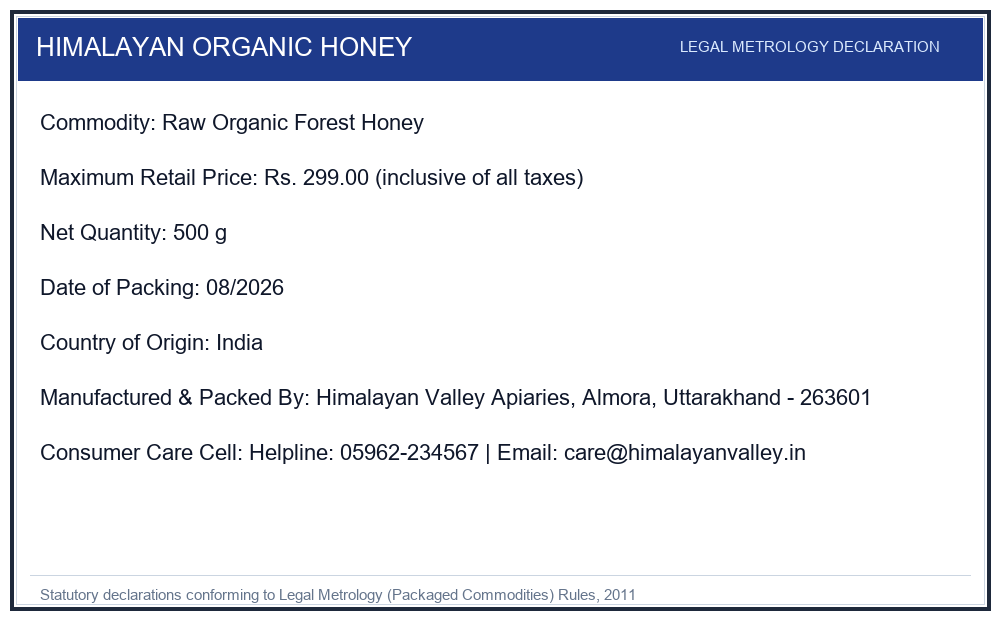 HIMALAYAN ORGANIC HONEY
LEGAL METROLOGY DECLARATION
Commodity: Raw Organic Forest Honey
Maximum Retail Price: Rs. 299.00 (inclusive of all taxes)
Net Quantity: 500 g
Date of Packing: 08/2026
Country of Origin: India
Manufactured & Packed By: Himalayan Valley Apiaries, Almora, Uttarakhand - 263601
Consumer Care Cell: Helpline: 05962-234567 | Email: care@himalayanvalley.in
Statutory declarations conforming to Legal Metrology (Packaged Commodities) Rules, 2011